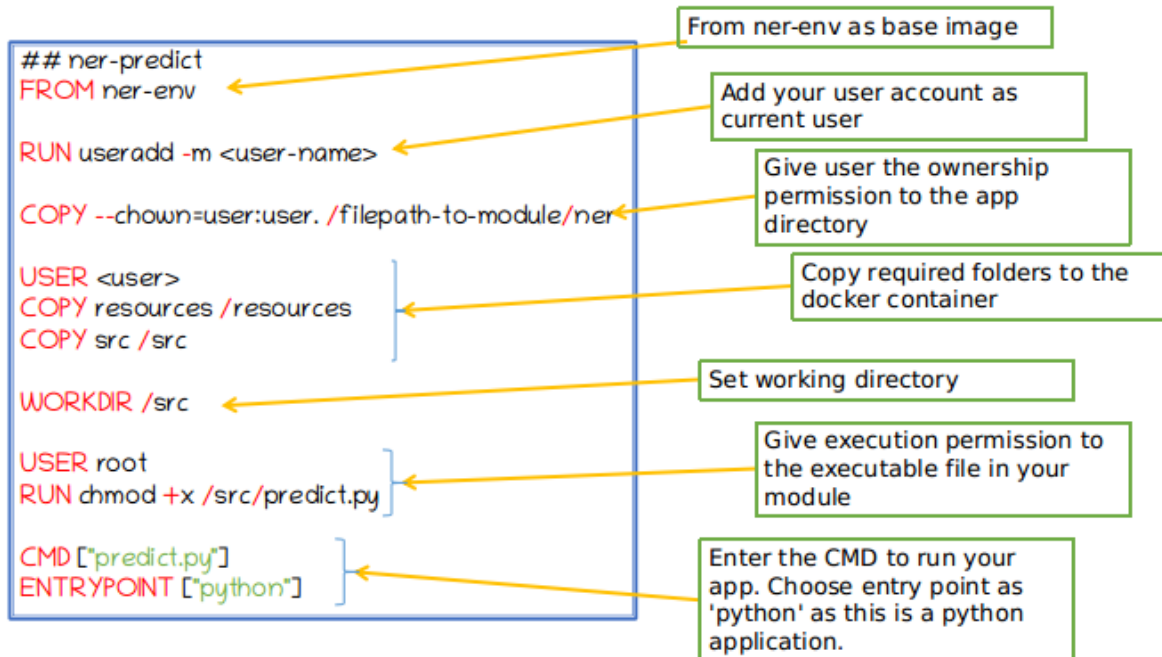 ## ner-predict
FROM ner-env
RUN useradd -m <user-name>
COPY --chown=user:user. /filepath-to-module/ner
USER <user>
COPY resources /resources
COPY src /src
WORKDIR /src
USER root
RUN chmod +x /src/predict.py
CMD ["predict.py"]
ENTRYPOINT ["python"]
From ner-env as base image
Add your user account as
current user
Give user the ownership
permission to the app
directory
Copy required folders to the
docker container
Set working directory
Give execution permission to
the executable file in your
module
Enter the CMD to run your
app. Choose entry point as
'python' as this is a python
application.